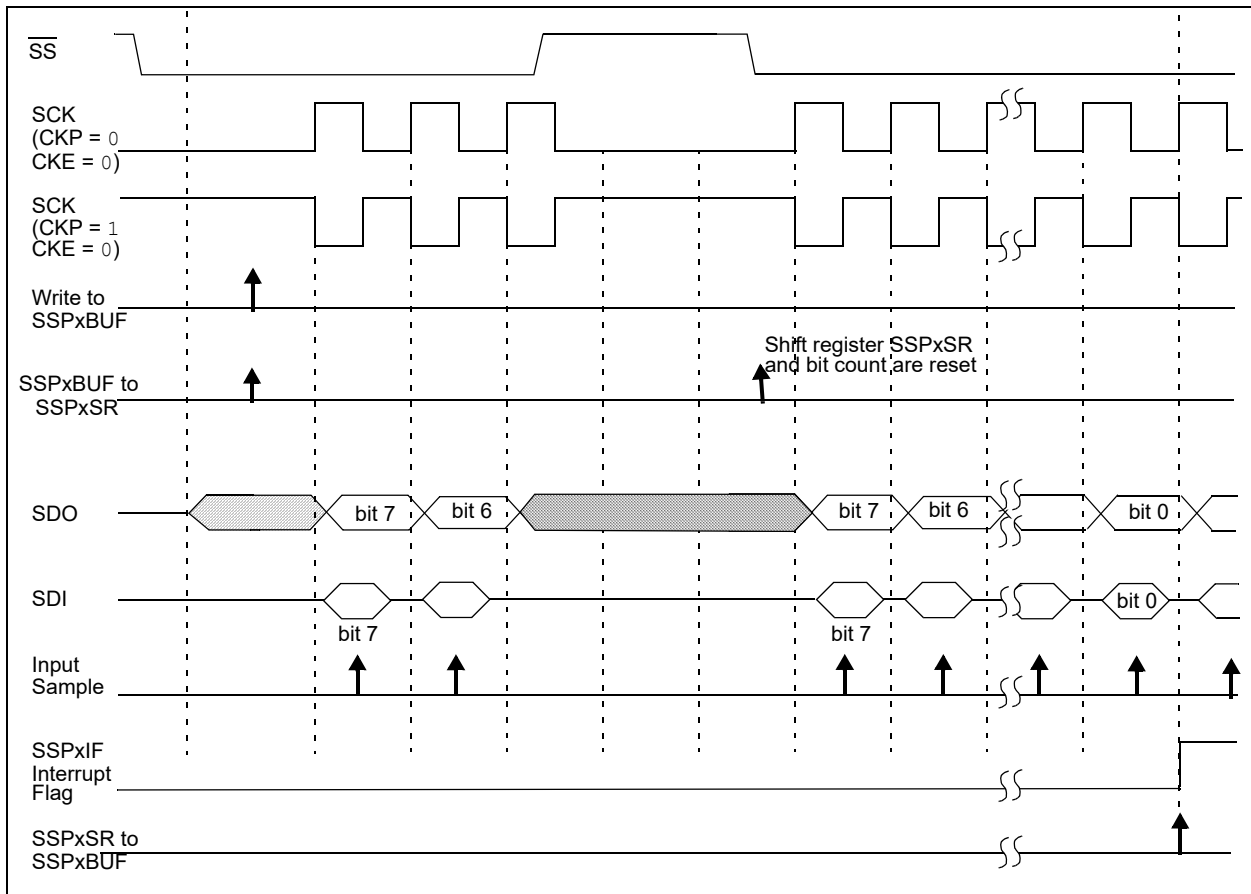 SS
SCK
(CKP = 0
CKE = 0)
SCK
(CKP = 1
CKE = 0)
Write to
SSPxBUF
Shift register SSPxSR
and bit count are reset
SSPxBUF to
SSPxSR
SDO
bit 7
bit 6
bit 7
bit 6
bit 0
SDI
bit 0
bit 7
bit 7
Input
Sample
SSPxIF
Interrupt
Flag
SSPxSR to
SSPxBUF